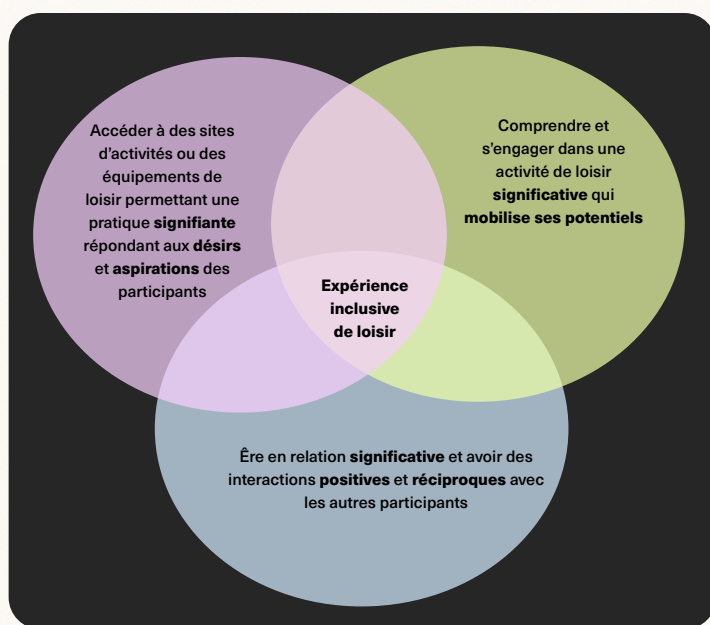 Accéder à des sites
d'activités ou des
équipements de
loisir permettant une
pratique signifiante
répondant aux désirs
et aspirations des
participants
Comprendre et
s'engager dans une
activité de loisir
significative qui
mobilise ses potentiels
Expérience
inclusive
de loisir
Êre en relation significative et avoir des
interactions positives et réciproques avec
les autres participants